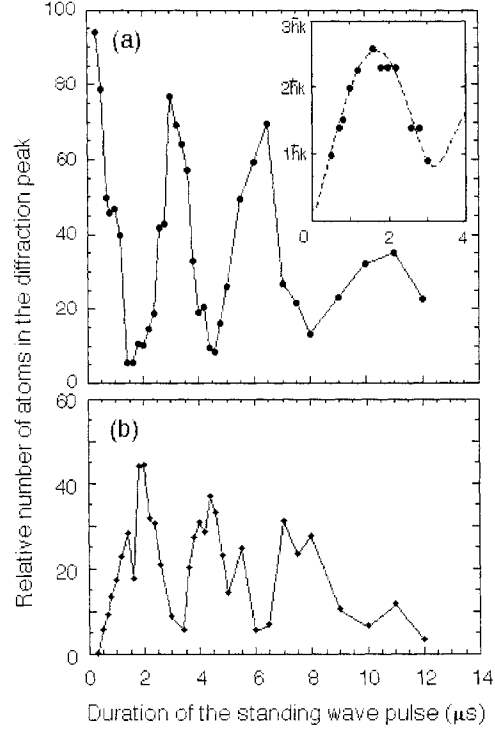 100
80
60
40
20
0
(a)
3ħk
2ħk
1ħk
0
2
4
60
40
20
0
(b)
0
2
4
6
8
10
12
Relative number of atoms in the diffraction peak
Duration of the standing wave pulse (μs)